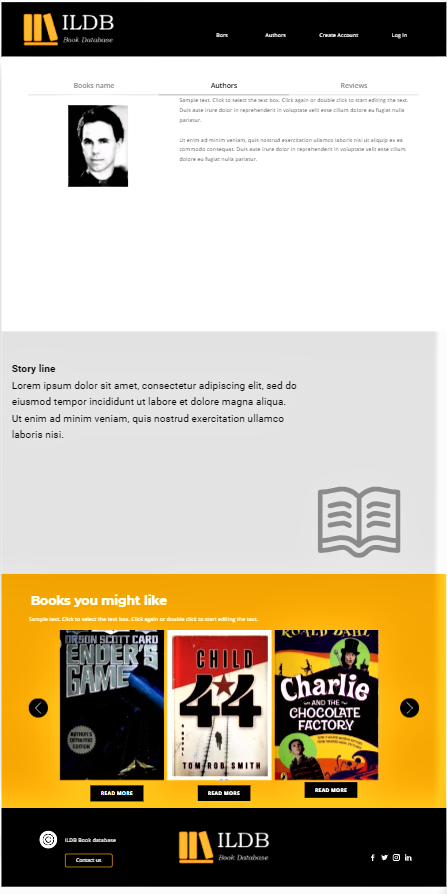 ILDB
Book Database
Bors Authors Create Account Log In
Books name Authors Reviews
Sample text. Click to select the text box. Click again or double click to start editing the text.
Duis aute irure dolor in reprehenderit in voluptate velit esse cillum dolore eu fugiat nulla
pariatur.
Ut enim ad minim veniam, quis nostrud exercitation ullamco laboris nisi ut aliquip ex ea
commodo consequat. Duis aute irure dolor in reprehenderit in voluptate velit esse cillum
dolore eu fugiat nulla pariatur.
Story line
Lorem ipsum dolor sit amet, consectetur adipiscing elit, sed do
eiusmod tempor incididunt ut labore et dolore magna aliqua.
Ut enim ad minim veniam, quis nostrud exercitation ullamco
laboris nisi.
Books you might like
Sample text. Click to select the text box. Click again or double click to start editing the text.
ORSON SCOTT CARD
ENDER'S
GAME
AUTHOR'S
DEFINITIVE
EDITION
CHILD
44
TOM ROB SMITH
ROALD DAHL
Charlie
AND THE
CHOCOLATE
FACTORY
READ MORE READ MORE READ MORE
ILDB Book database
Contact us
ILDB
Book Database